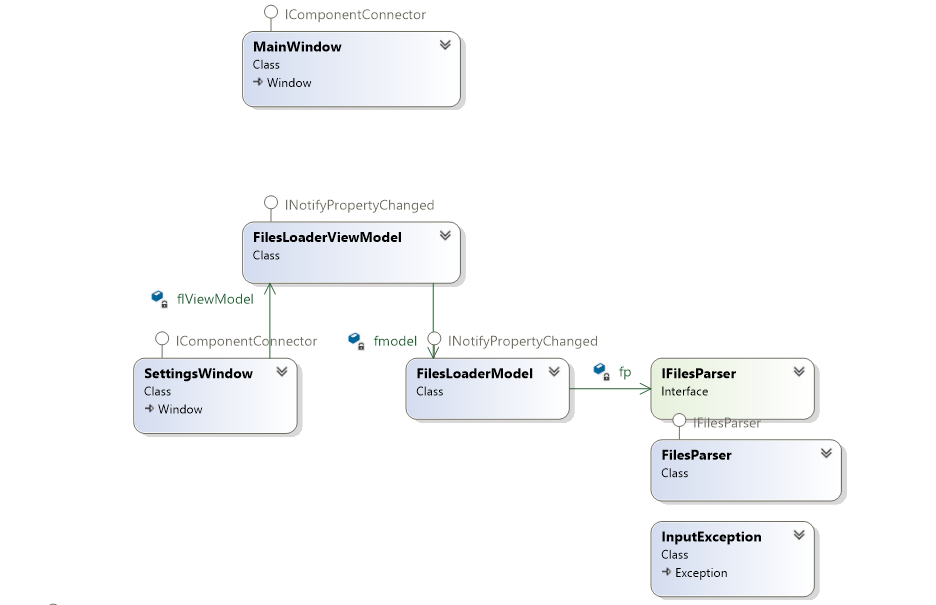 IComponentConnector
MainWindow
Class
Window
INotifyPropertyChanged
FilesLoaderViewModel
Class
flViewModel
IComponentConnector
fmodel
INotifyPropertyChanged
SettingsWindow
Class
Window
FilesLoaderModel
Class
fp
IFilesParser
Interface
IFilesParser
FilesParser
Class
InputException
Class
Exception